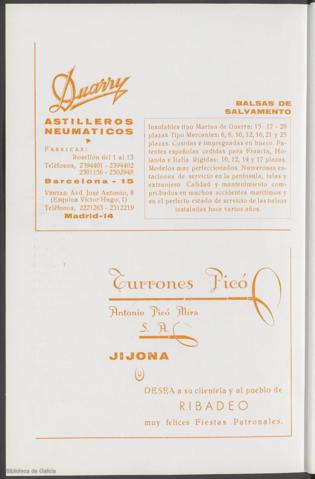 Duarry
ASTILLEROS
NEUMATICOS
FABRICAS:
Rosellón del 1 al 13
Teléfonos, 2794401 - 2394402
2301156 - 2302948
Barcelona - 15
VENTAS: Avd. José Antonio, 8
(Esquina Víctor Hugo, 1)
Teléfonos, 2221263 - 2212219
Madrid-14
BALSAS DE
SALVAMENTO
Insufables tipo Marina de Guerra: 15 - 17 - 20
plazas Tipo Mercantes: 6, 8, 10, 12, 16, 21 y 25
plazas. Cosidas e impregnadas en hueco. Pa-
tentes españolas cedidas para Francia, Ho-
landa e Italia Rígidas: 10, 12, 14 y 17 plazas.
Modelos muy perfeccionados. Numerosas es-
taciones de servicio en la península, islas y
extranjero Calidad y mantenimiento com-
probados en muchos accidentes marítimos y
en el perfecto estado de servicio de las balsas
instaladas hace varios años.
Turrones Picó
Antonio Picó Mira
S. A.
JIJONA
DESEA a su clientela y al pueblo de
RIBADEO
muy felices Fiestas Patronales.
Biblioteca de Galicia